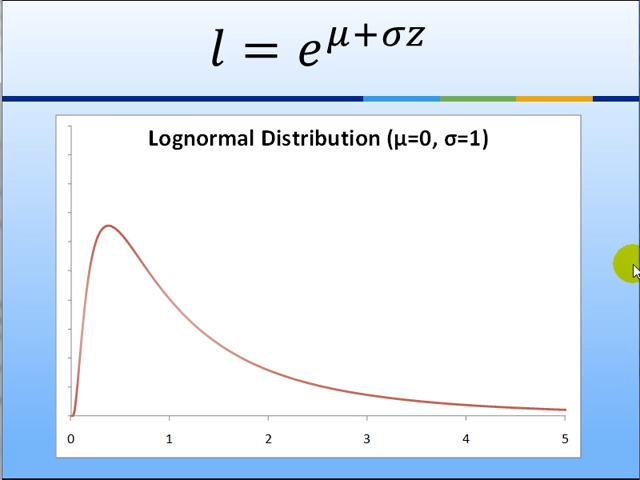 l = e^{μ+σz}
Lognormal Distribution (μ=0, σ=1)
0 1 2 3 4 5